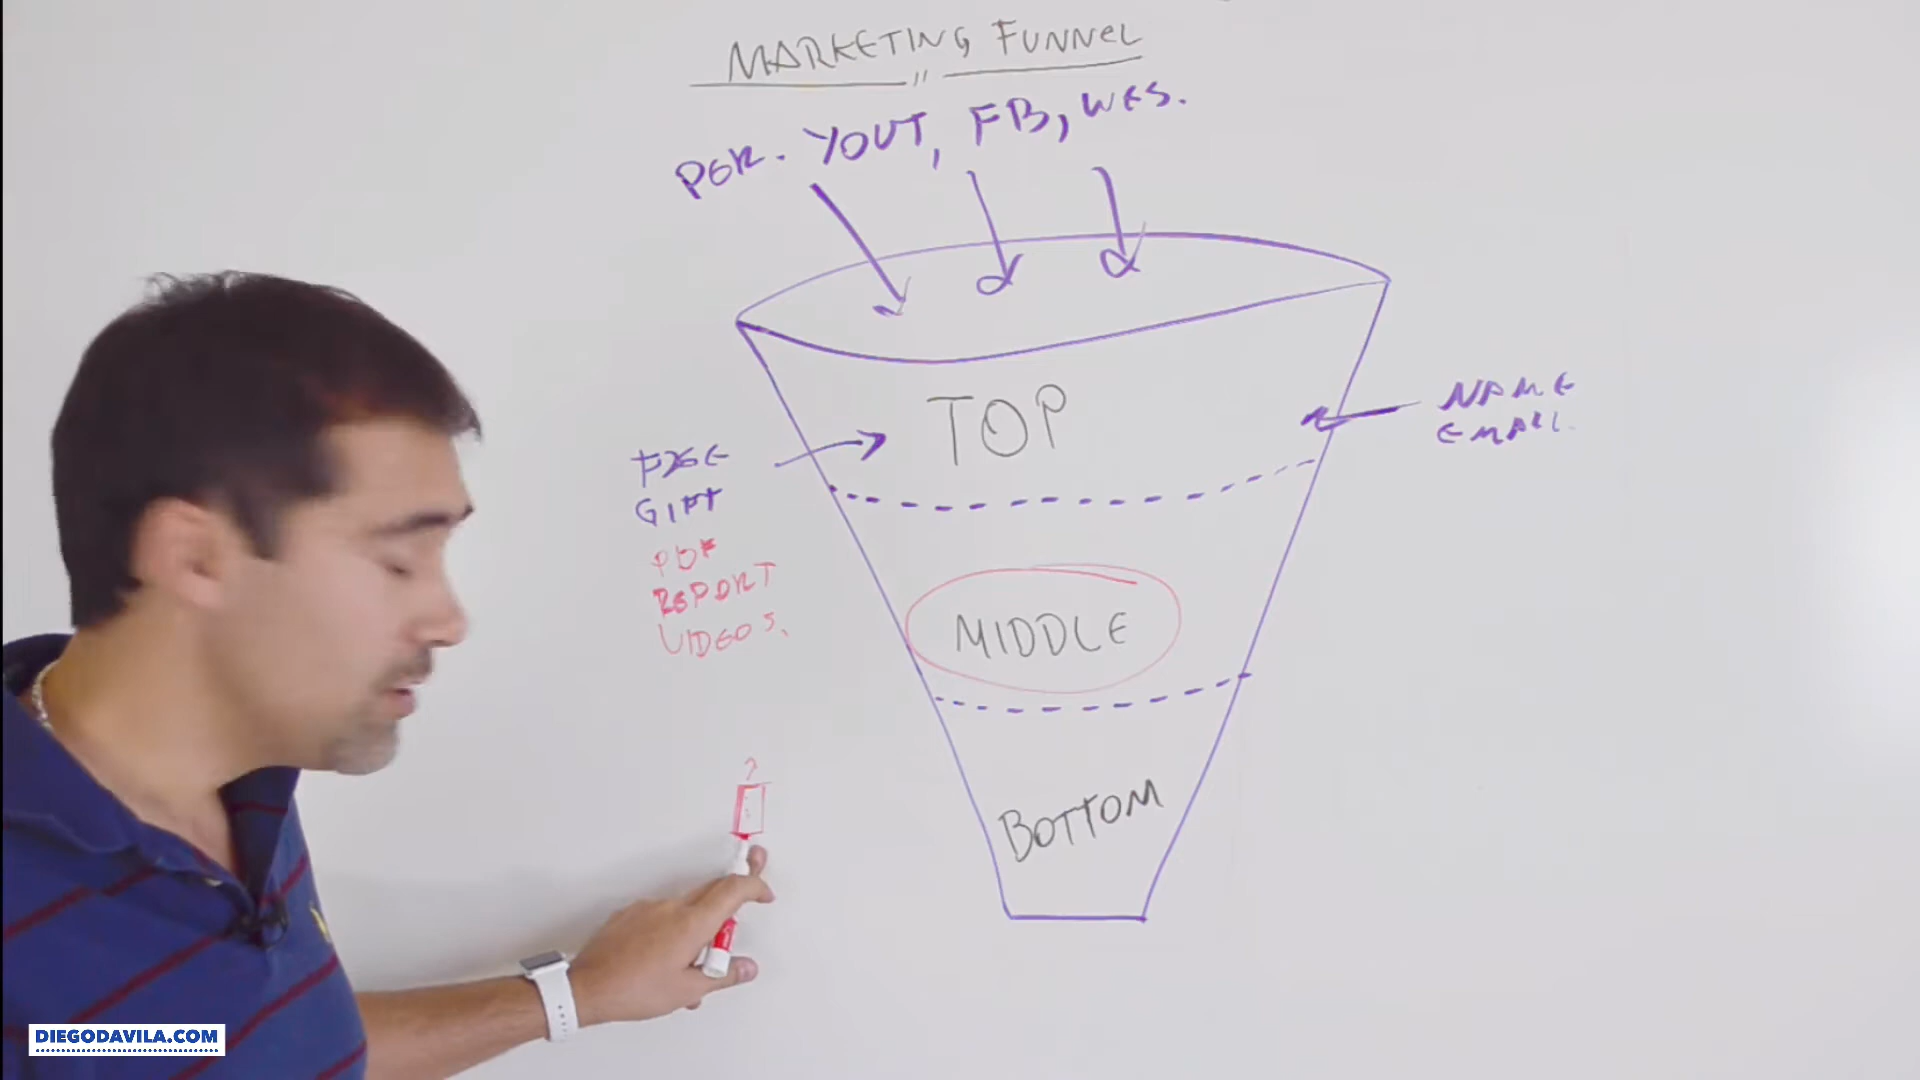 MARKETING FUNNEL
PER. YOUT, FB, WES.
TOP
NAME
EMAIL.
FREE
GIFT
PDF
REPORT
VIDEOS.
MIDDLE
BOTTOM
DIEGODAVILA.COM